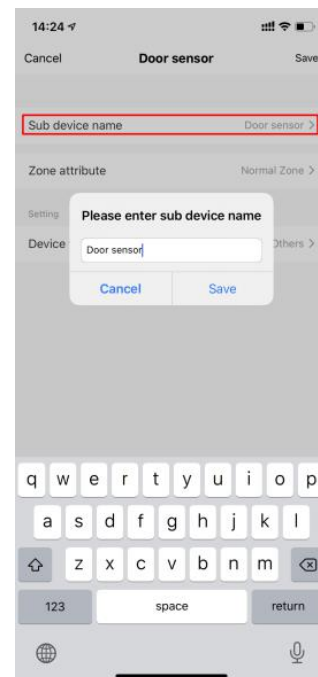 14:24
Cancel Door sensor Save
Sub device name Door sensor >
Zone attribute Normal Zone >
Setting
Please enter sub device name
Device Others >
Door sensor
Cancel Save
q w e r t y u i o p
a s d f g h j k l
z x c v b n m
123 space return